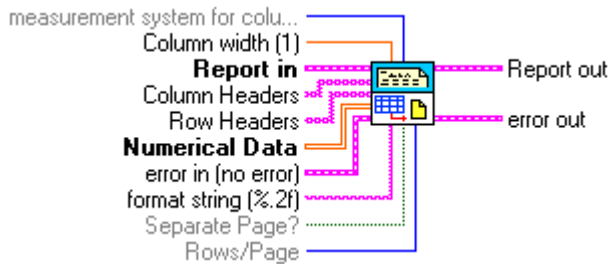 measurement system for colu...
Column width (1)
Report in
Report out
Column Headers
Row Headers
Numerical Data
error in (no error)
error out
format string (%.2f)
Separate Page?
Rows/Page